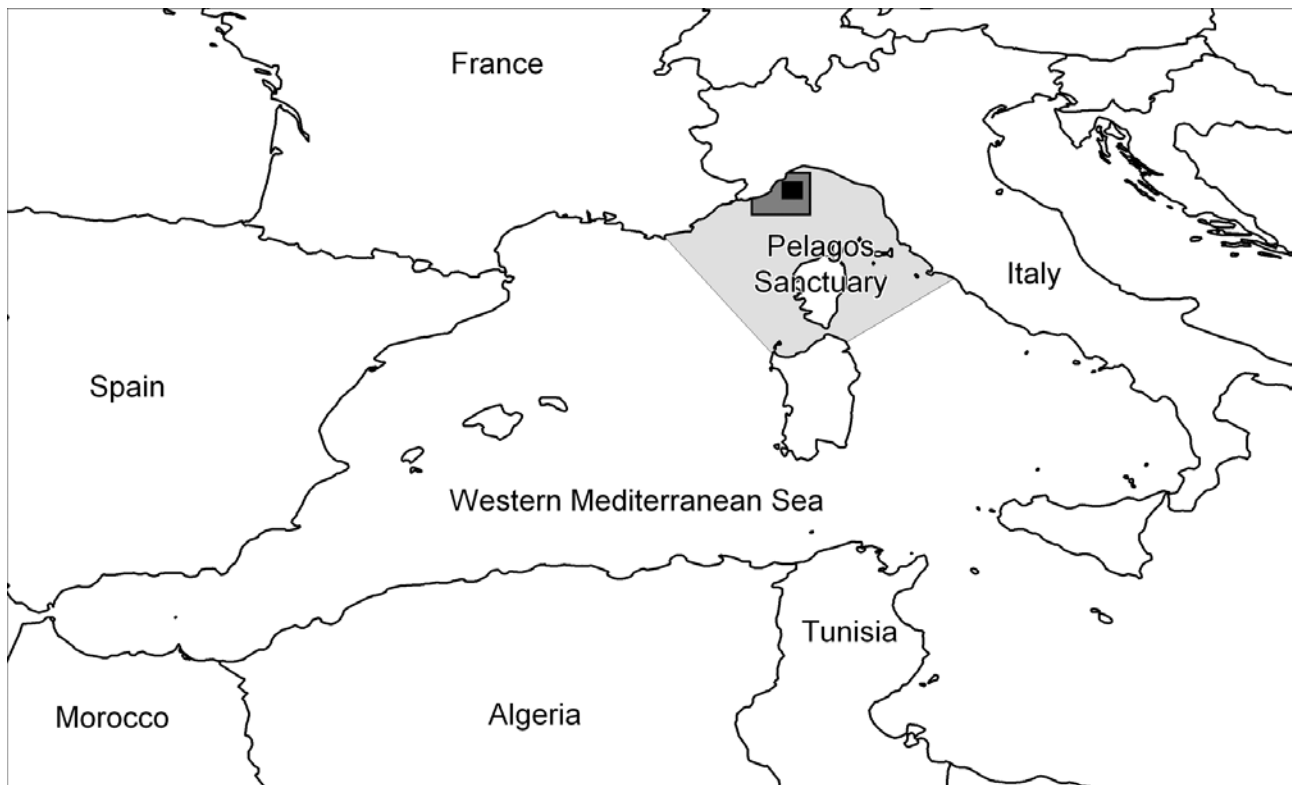 France
Pelagos
Sanctuary
Italy
Spain
Western Mediterranean Sea
Tunisia
Morocco
Algeria